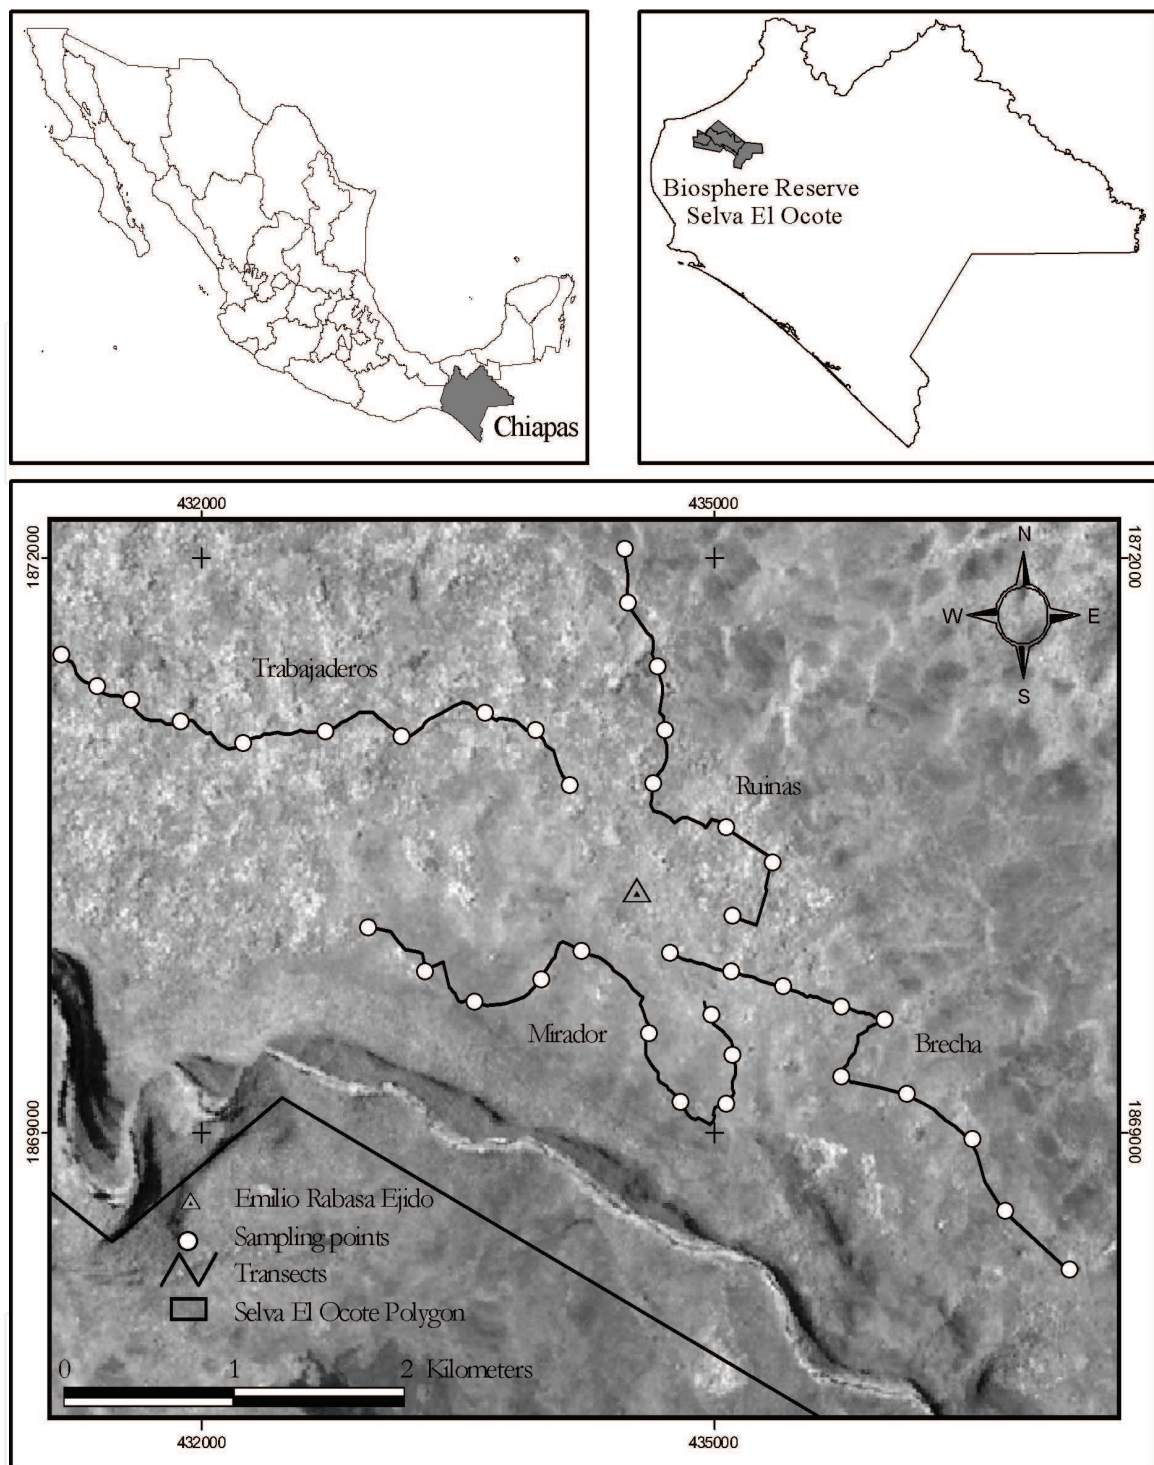 Chiapas
Biosphere Reserve
Selva El Ocote
432000
435000
1872000
1872000
N
W
E
S
Trabajaderos
Ruinas
Mirador
Brecha
1869000
1869000
Emilio Rabasa Ejido
Sampling points
Transects
Selva El Ocote Polygon
0 1 2 Kilometers
432000
435000